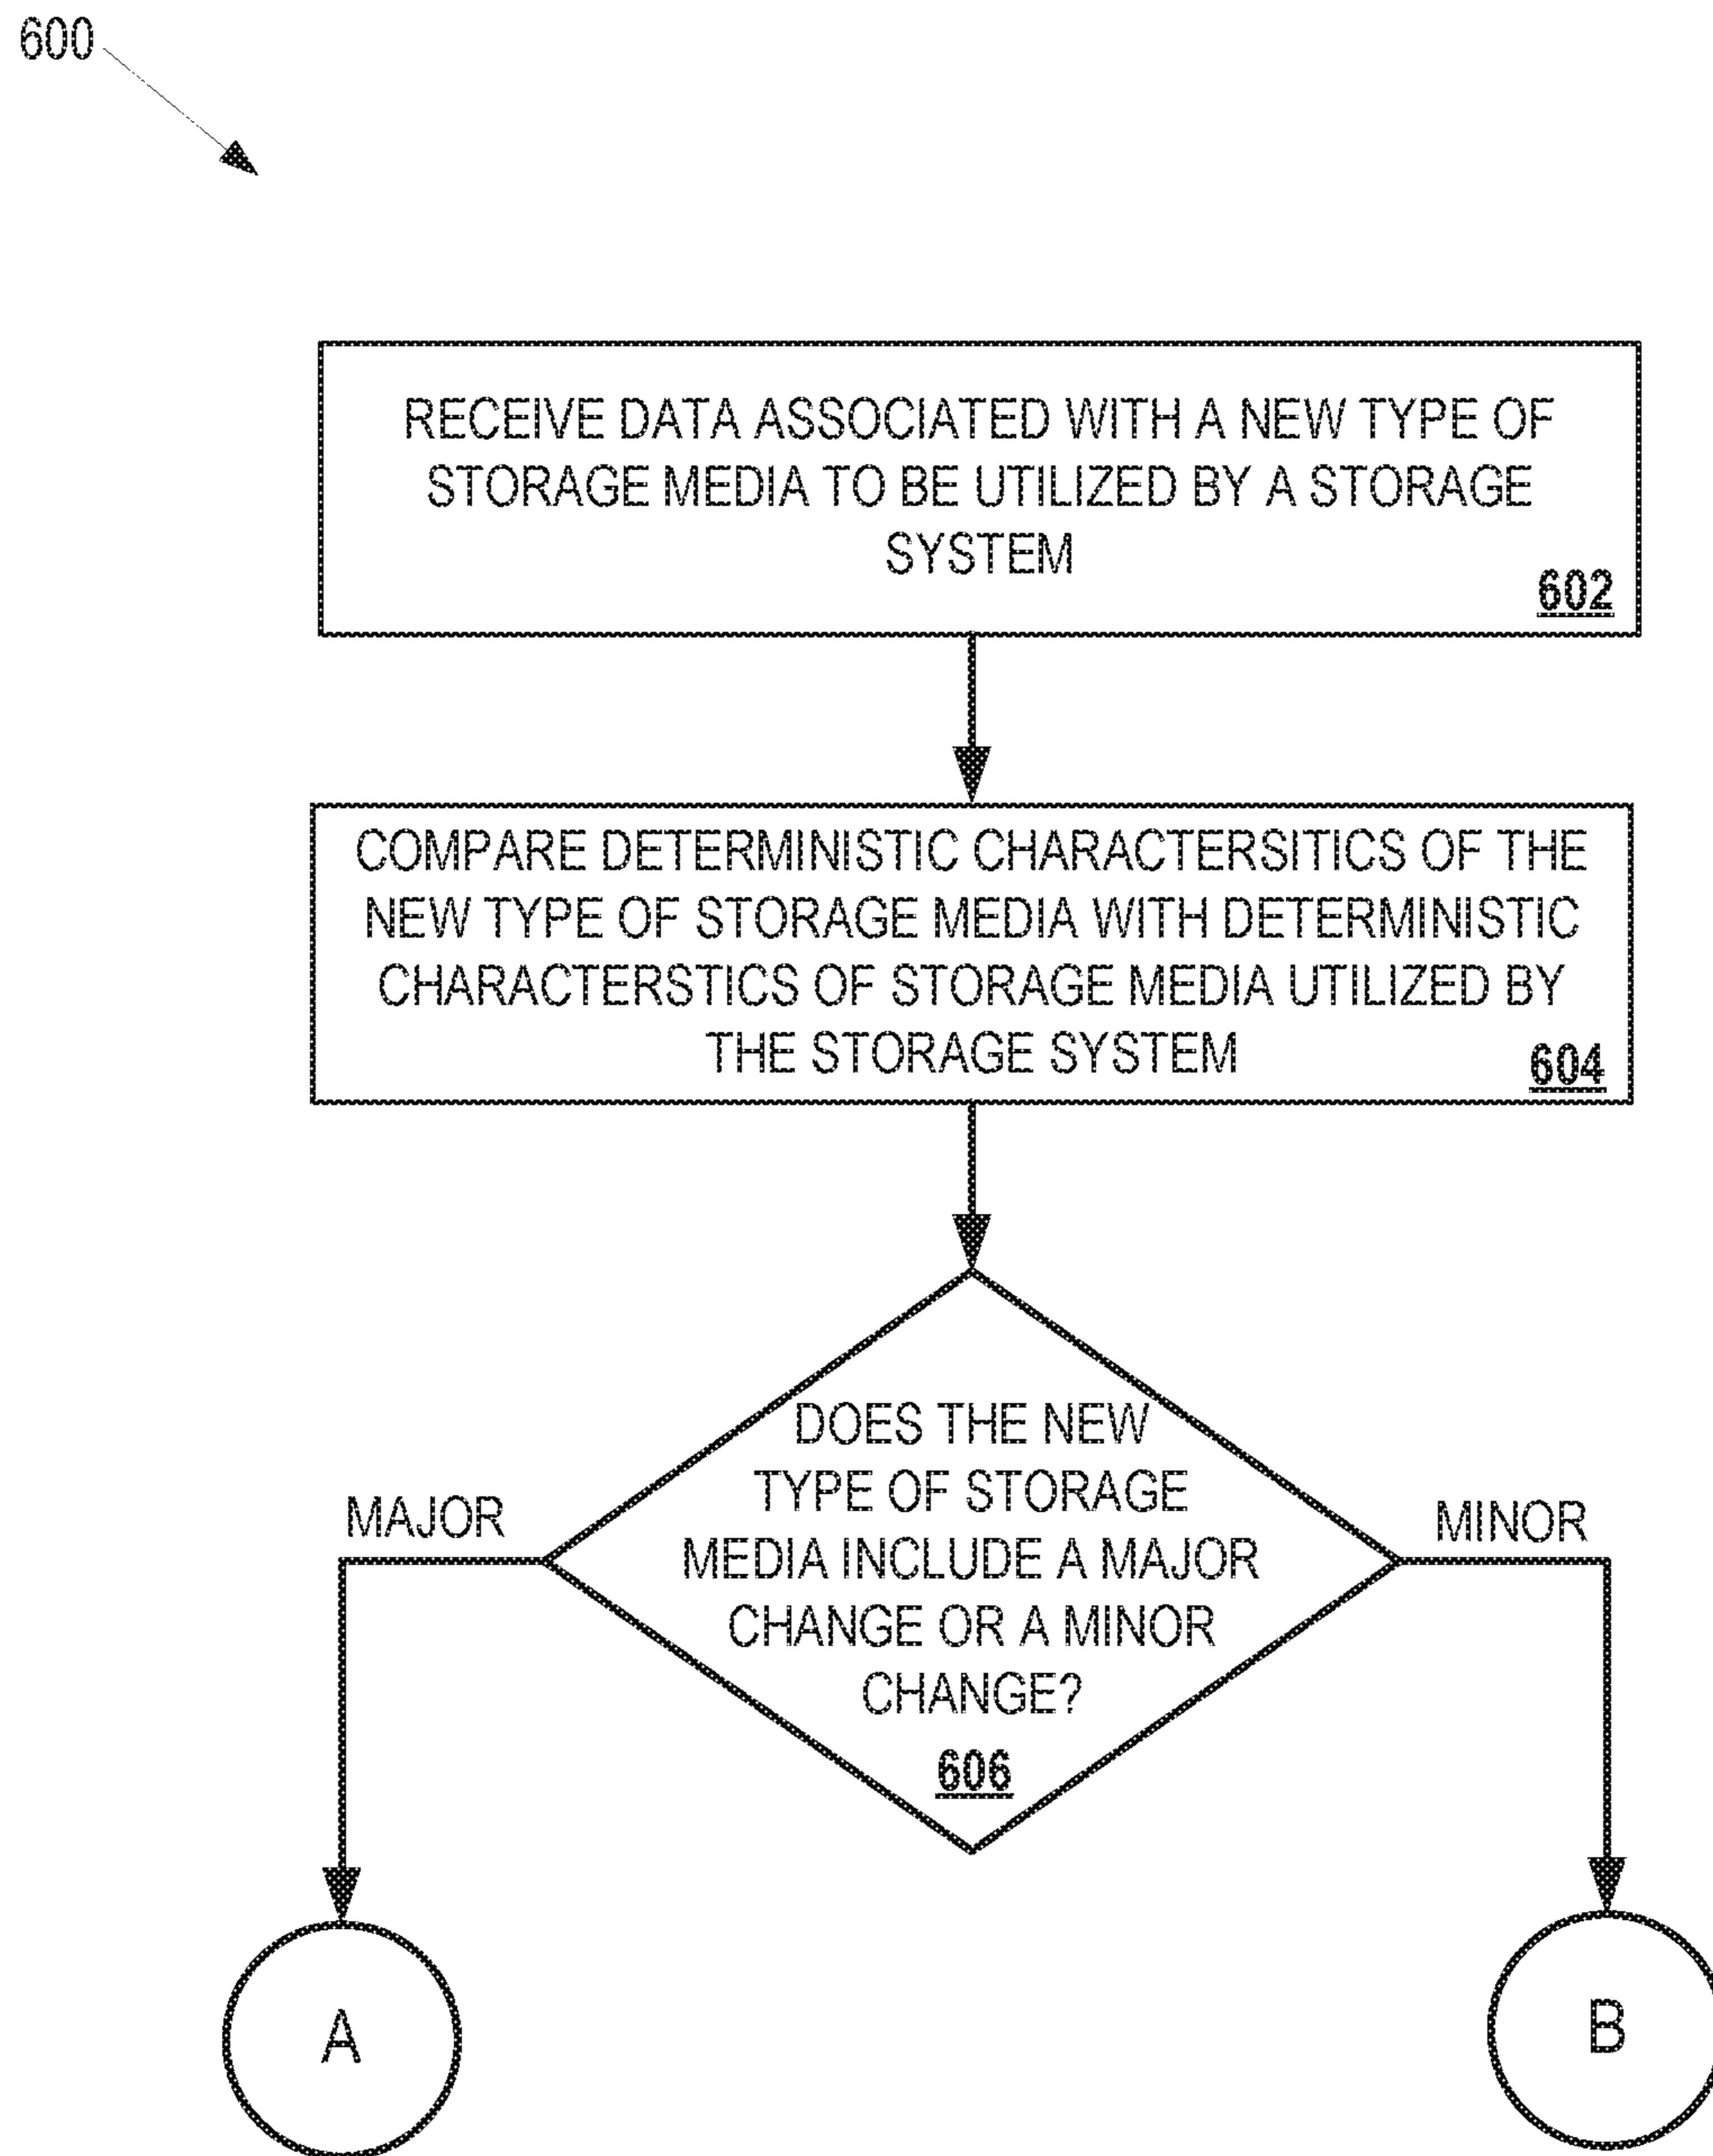 600
RECEIVE DATA ASSOCIATED WITH A NEW TYPE OF
STORAGE MEDIA TO BE UTILIZED BY A STORAGE
SYSTEM
602
COMPARE DETERMINISTIC CHARACTERSITICS OF THE
NEW TYPE OF STORAGE MEDIA WITH DETERMINISTIC
CHARACTERSTICS OF STORAGE MEDIA UTILIZED BY
THE STORAGE SYSTEM
604
DOES THE NEW
TYPE OF STORAGE
MEDIA INCLUDE A MAJOR
CHANGE OR A MINOR
CHANGE?
606
MAJOR
MINOR
A
B